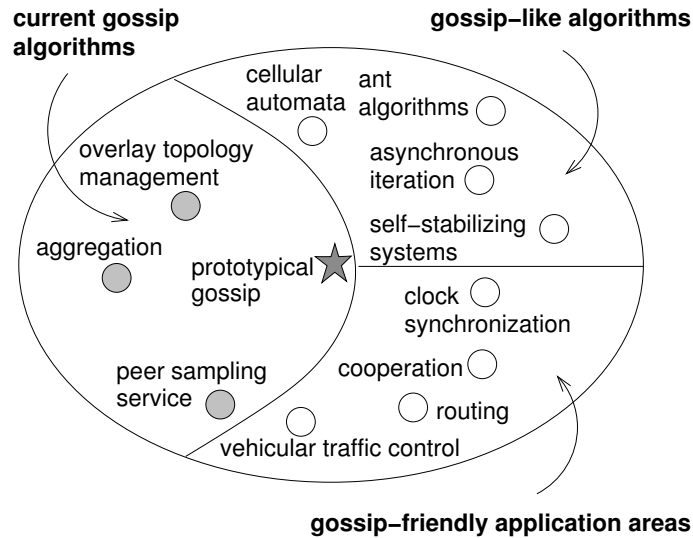 current gossip
algorithms
gossip−like algorithms
cellular
automata
ant
algorithms
overlay topology
management
asynchronous
iteration
aggregation
self−stabilizing
systems
prototypical
gossip
clock
synchronization
peer sampling
service
cooperation
routing
vehicular traffic control
gossip−friendly application areas